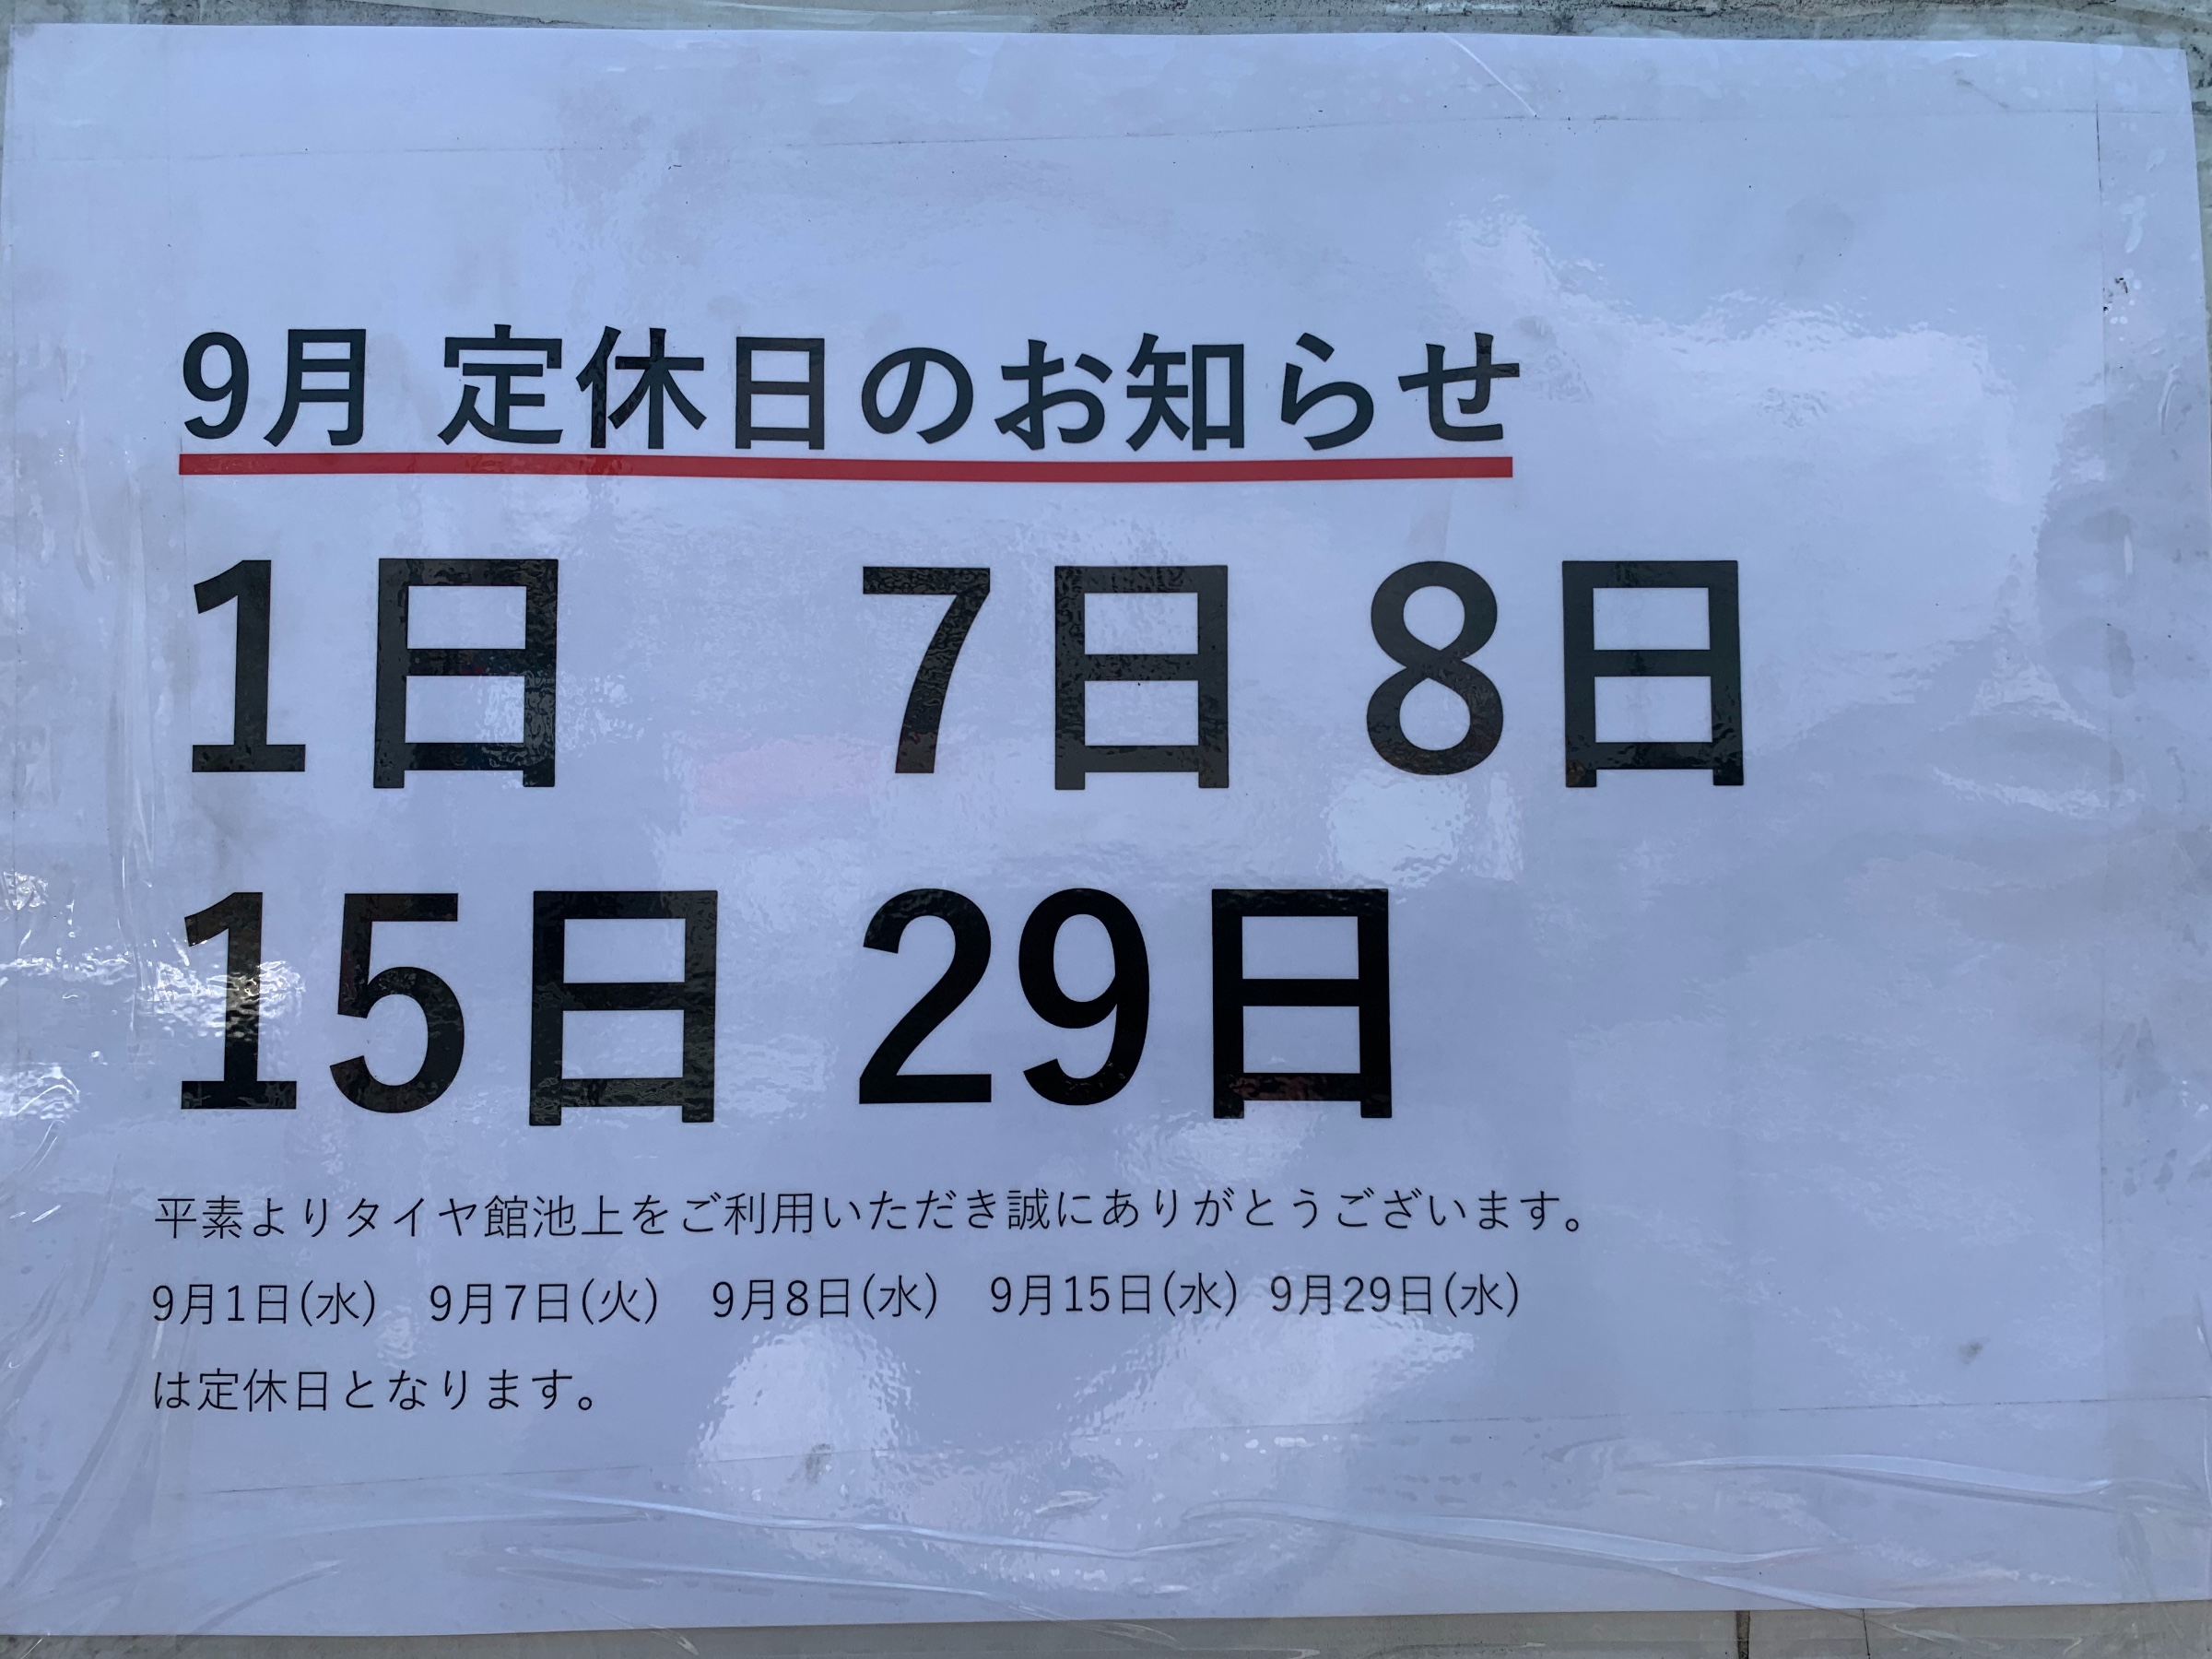 9月 定休日のお知らせ
1日 7日 8日
15日 29日
平素よりタイヤ館池上をご利用いただき誠にありがとうございます。
9月1日(水) 9月7日(火) 9月8日(水) 9月15日(水) 9月29日(水)
は定休日となります。